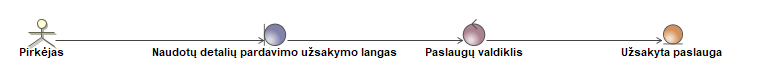 Pirkėjas
Naudotų detalių pardavimo užsakymo langas
Paslaugų valdiklis
Užsakyta paslauga